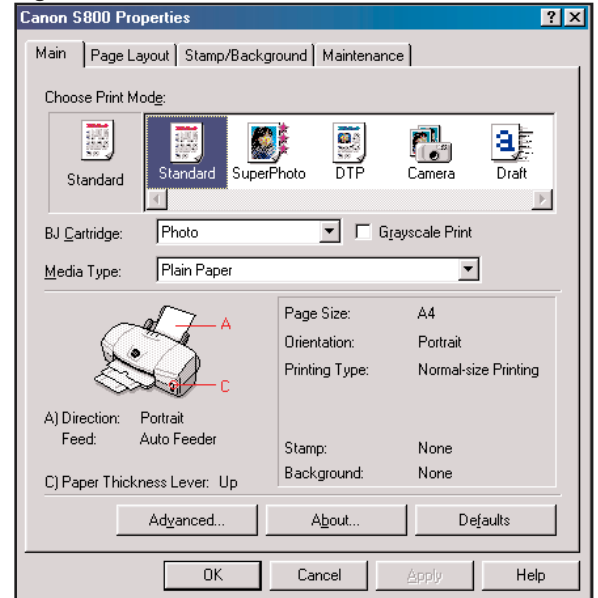 Canon S800 Properties
Main Page Layout Stamp/Background Maintenance
Choose Print Mode:
Standard
Standard SuperPhoto DTP Camera Draft
BJ Cartridge: Photo Grayscale Print
Media Type: Plain Paper
A
C
A) Direction: Portrait
Feed: Auto Feeder
C) Paper Thickness Lever: Up
Page Size: A4
Orientation: Portrait
Printing Type: Normal-size Printing
Stamp: None
Background: None
Advanced... About... Defaults
OK Cancel Apply Help